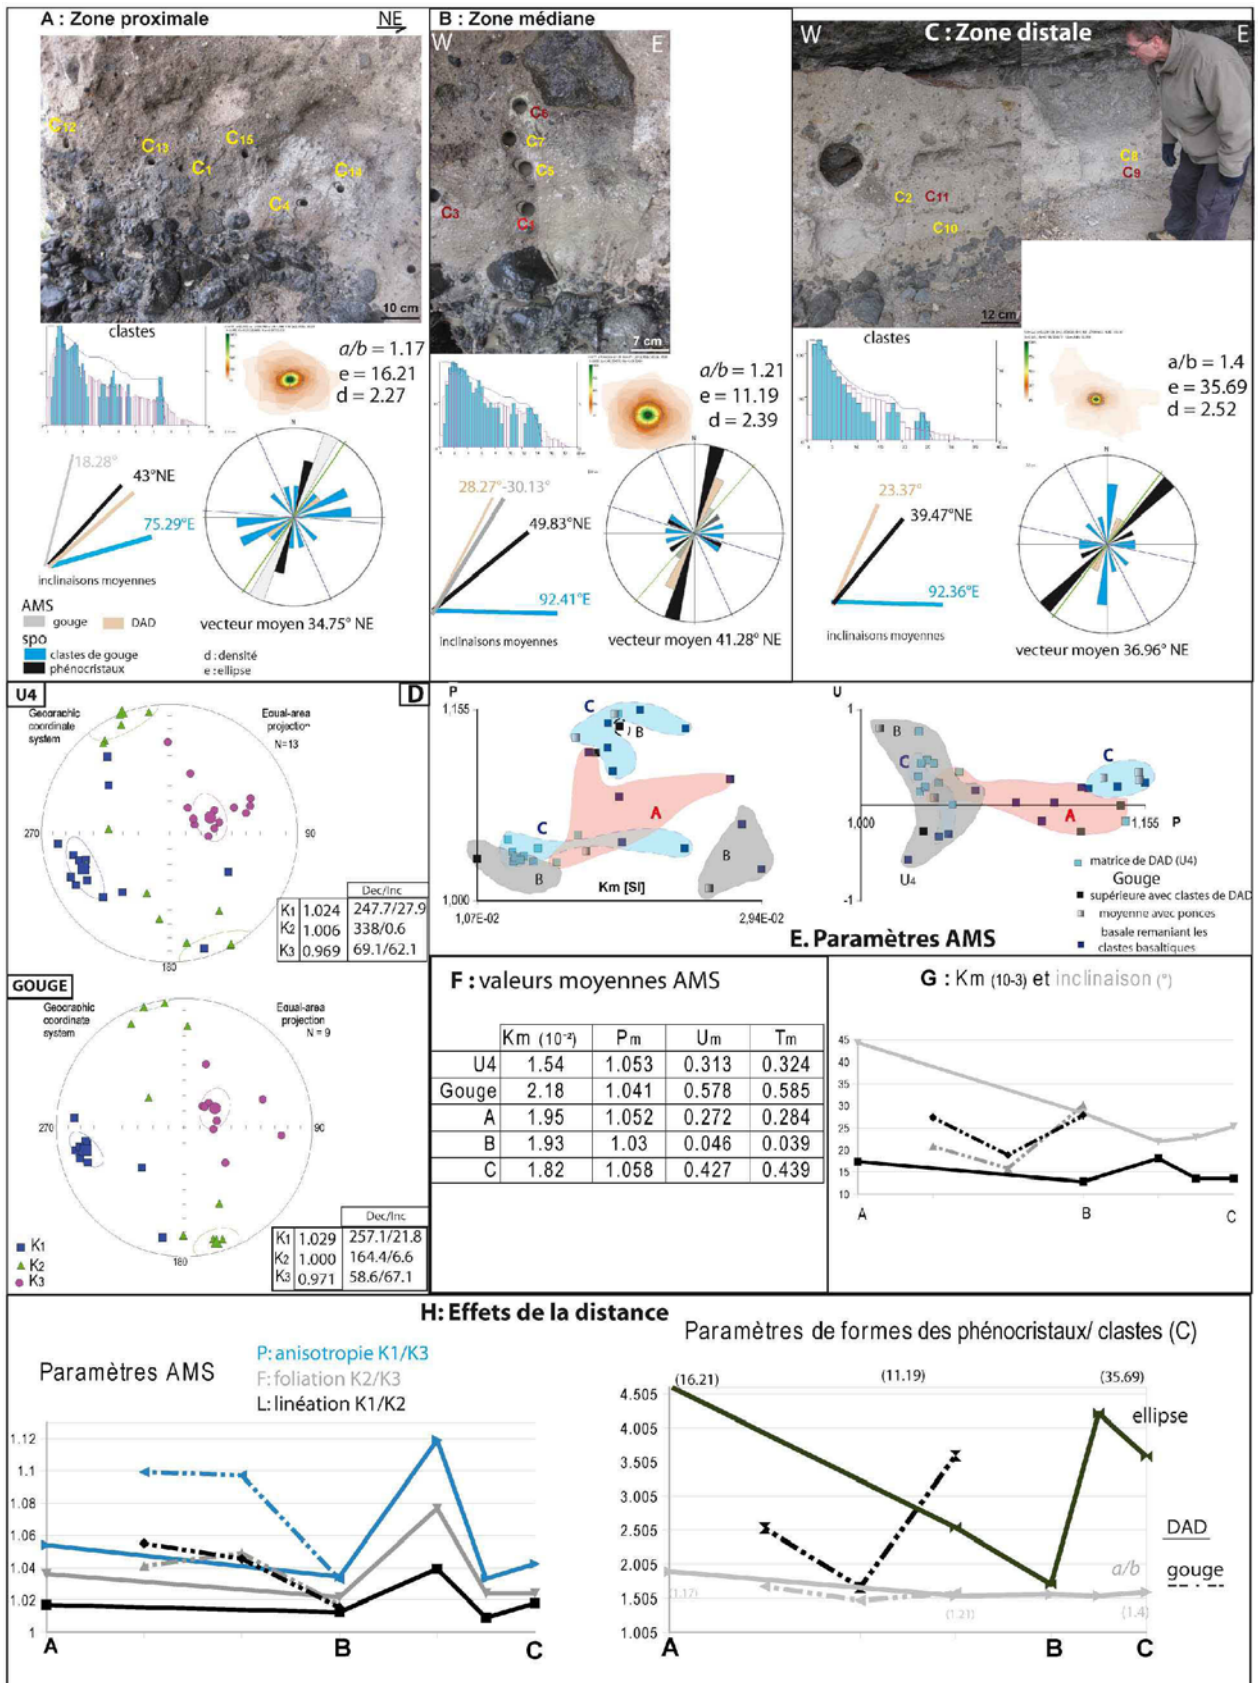 A : Zone proximale
NE
C12
C13
C15
C1
C14
C4
10 cm
clastes
a/b = 1.17
e = 16.21
d = 2.27
N
18.28°
43°NE
75.29°E
inclinaisons moyennes
AMS
gouge
DAD
spo
clastes de gouge
phénocristaux
vecteur moyen 34.75° NE
d : densité
e : ellipse
B : Zone médiane
W
E
C6
C7
C5
C3
C1
7 cm
a/b = 1.21
e = 11.19
d = 2.39
N
28.27°-30.13°
49.83°NE
92.41°E
inclinaisons moyennes
vecteur moyen 41.28° NE
W
C : Zone distale
E
C8
C9
C2
C11
C10
12 cm
clastes
a/b = 1.4
e = 35.69
d = 2.52
N
23.37°
39.47°NE
92.36°E
inclinaisons moyennes
vecteur moyen 36.96° NE
U4
D
Geographic
coordinate
system
Equal-area
projection
N=13
270
90
180
Dec/Inc
K1 1.024 247.7/27.9
K2 1.006 338/0.6
K3 0.969 69.1/62.1
GOUGE
Geographic
coordinate
system
Equal-area
projection
N = 9
270
90
180
Dec/Inc
K1 1.029 257.1/21.8
K2 1.000 164.4/6.6
K3 0.971 58.6/67.1
K1
K2
K3
P
1,155
C
B
A
C
B
B
Km [SI]
1,000
1,07E-02
2,94E-02
U
1
B
C
C
A
1,000
1,155
P
U4
-1
matrice de DAD (U4)
Gouge
supérieure avec clastes de DAD
moyenne avec ponces
basale remaniant les
clastes basaltiques
E. Paramètres AMS
F : valeurs moyennes AMS
Km (10⁻²) Pm Um Tm
U4 1.54 1.053 0.313 0.324
Gouge 2.18 1.041 0.578 0.585
A 1.95 1.052 0.272 0.284
B 1.93 1.03 0.046 0.039
C 1.82 1.058 0.427 0.439
G : Km (10-3) et inclinaison (°)
45
40
35
30
25
20
15
10
A
B
C
H: Effets de la distance
Paramètres AMS
P: anisotropie K1/K3
F: foliation K2/K3
L: linéation K1/K2
1.12
1.1
1.08
1.06
1.04
1.02
1
A
B
C
Paramètres de formes des phénocristaux/ clastes (C)
(16.21)
(11.19)
(35.69)
4.505
4.005
3.505
3.005
2.505
2.005
1.505
1.005
ellipse
DAD
a/b
gouge
(1.17)
(1.21)
(1.4)
A
B
C